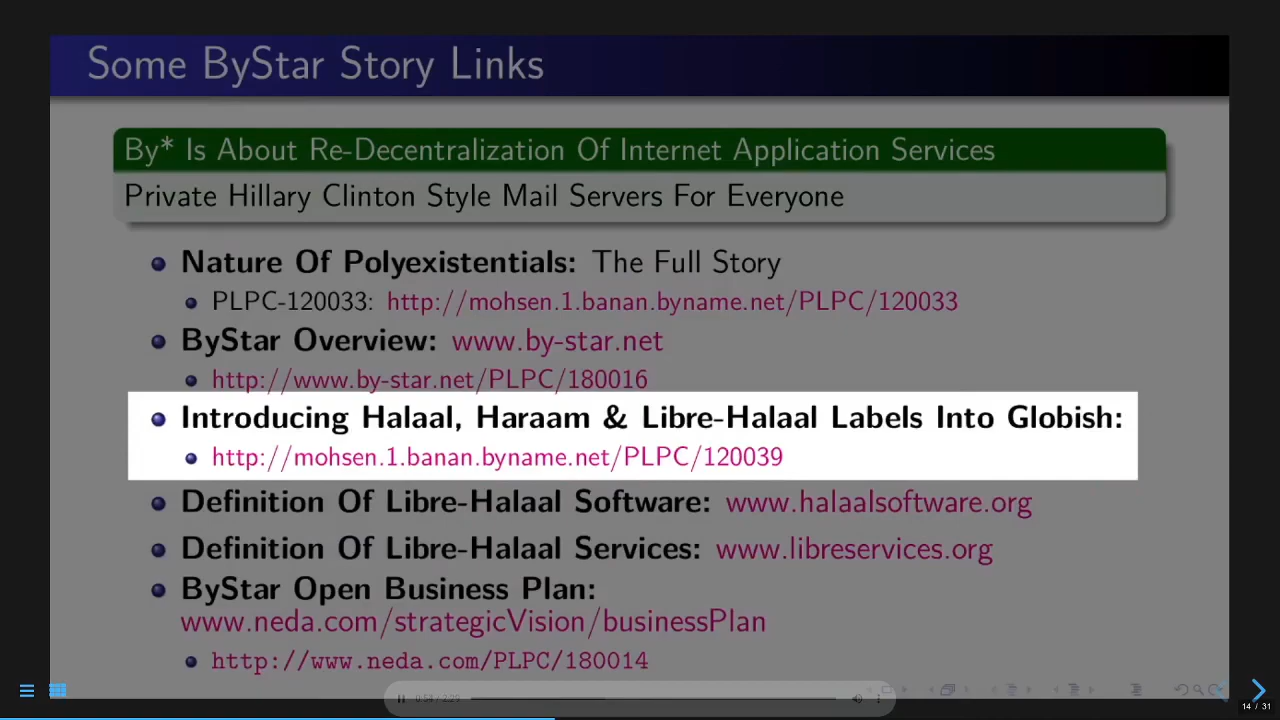 Some ByStar Story Links
By* Is About Re-Decentralization Of Internet Application Services
Private Hillary Clinton Style Mail Servers For Everyone
Nature Of Polyexistentials: The Full Story
PLPC-120033: http://mohsen.1.banan.byname.net/PLPC/120033
ByStar Overview: www.by-star.net
http://www.by-star.net/PLPC/180016
Introducing Halaal, Haraam & Libre-Halaal Labels Into Globish:
http://mohsen.1.banan.byname.net/PLPC/120039
Definition Of Libre-Halaal Software: www.halaalsoftware.org
Definition Of Libre-Halaal Services: www.libreservices.org
ByStar Open Business Plan:
www.neda.com/strategicVision/businessPlan
http://www.neda.com/PLPC/180014
0:54 / 2:29
14 / 31